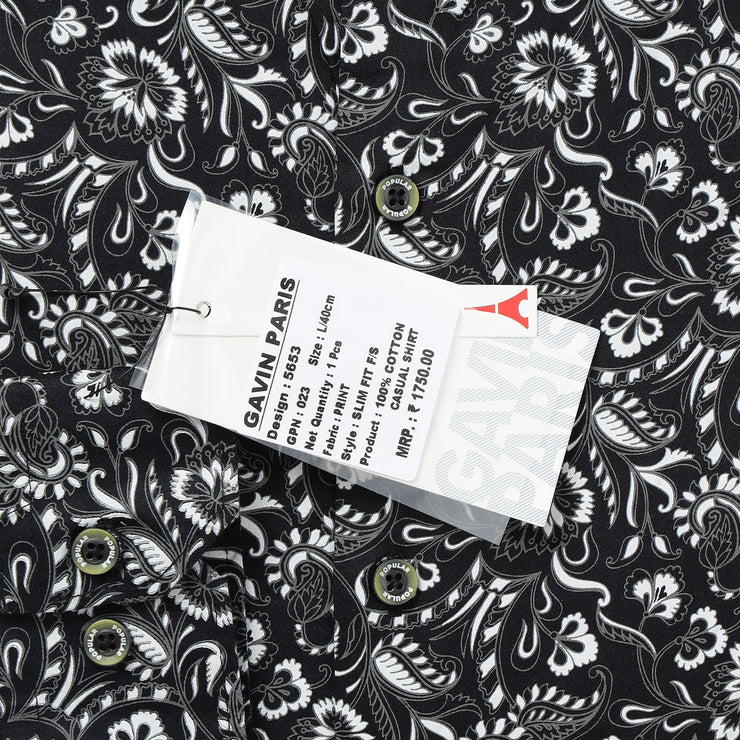 GAVIN PARIS
Design : 5653
GPN : 023 Size : L/40cm
Net Quantity : 1 Pcs
Fabric : PRINT
Style : SLIM FIT F/S
Product : 100% COTTON
CASUAL SHIRT
MRP. : ₹ 1750.00
GAVIN
PARIS
POPULAR
POPULAR
POPULAR
POPULAR